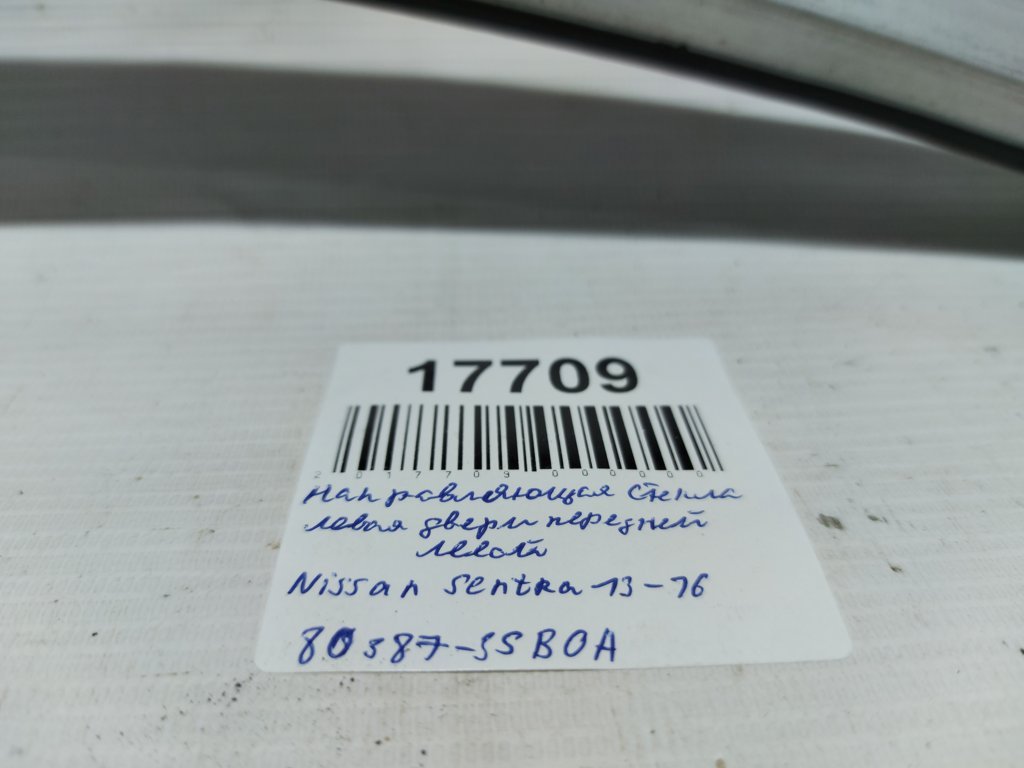 17709
2017709000000
Направляющая Стекла
левая двери передней
левой
Nissan Sentra 13-16
80387-3SB0A